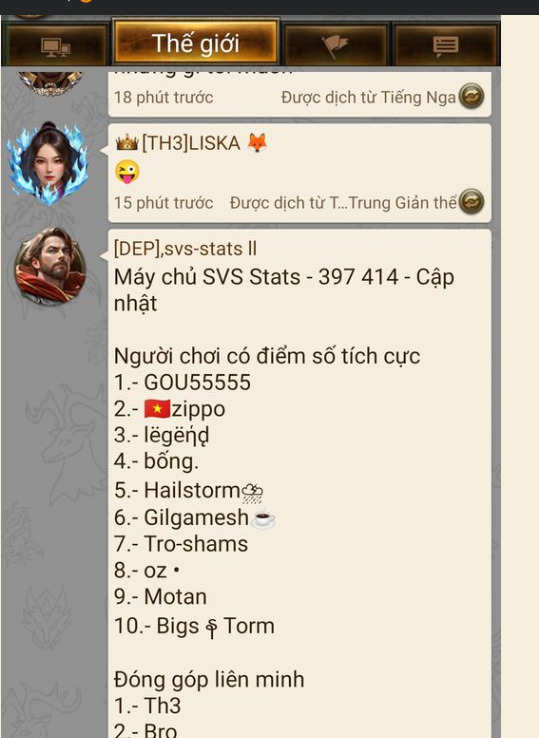 Thế giới
18 phút trước Được dịch từ Tiếng Nga
[TH3]LISKA
15 phút trước Được dịch từ T...Trung Giản thể
[DEP],svs-stats ll
Máy chủ SVS Stats - 397 414 - Cập
nhật
Người chơi có điểm số tích cực
1.- GOU55555
2.- 🇻🇳zippo
3.- lëgëήḍ
4.- bống.
5.- Hailstorm⛈
6.- Gilgamesh☕
7.- Tro-shams
8.- oz •
9.- Motan
10.- Bigs Torm
Đóng góp liên minh
1.- Th3
2.- Bro